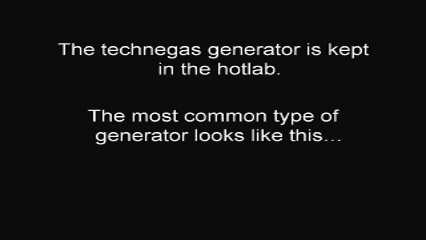 The technegas generator is kept
in the hotlab.
The most common type of
generator looks like this...